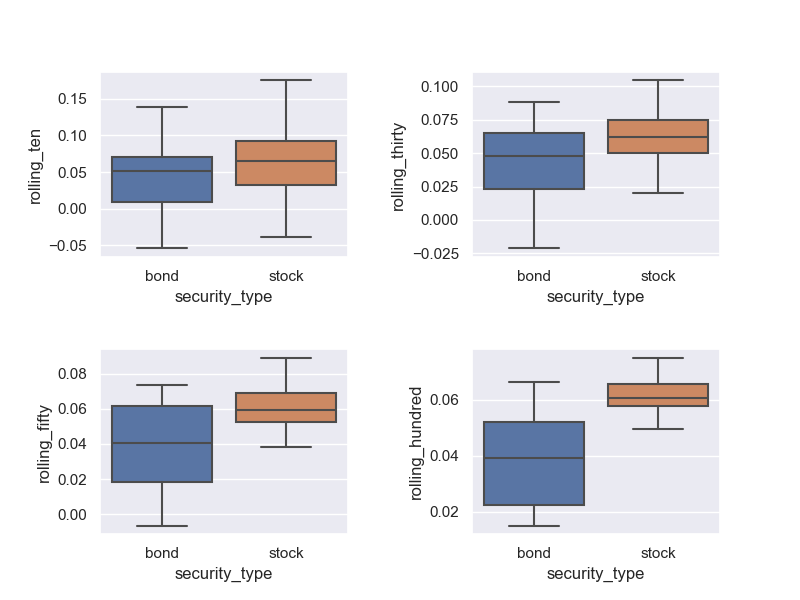 rolling_ten
0.15
0.10
0.05
0.00
−0.05
bond
stock
security_type
rolling_thirty
0.100
0.075
0.050
0.025
0.000
−0.025
bond
stock
security_type
rolling_fifty
0.08
0.06
0.04
0.02
0.00
bond
stock
security_type
rolling_hundred
0.06
0.04
0.02
bond
stock
security_type